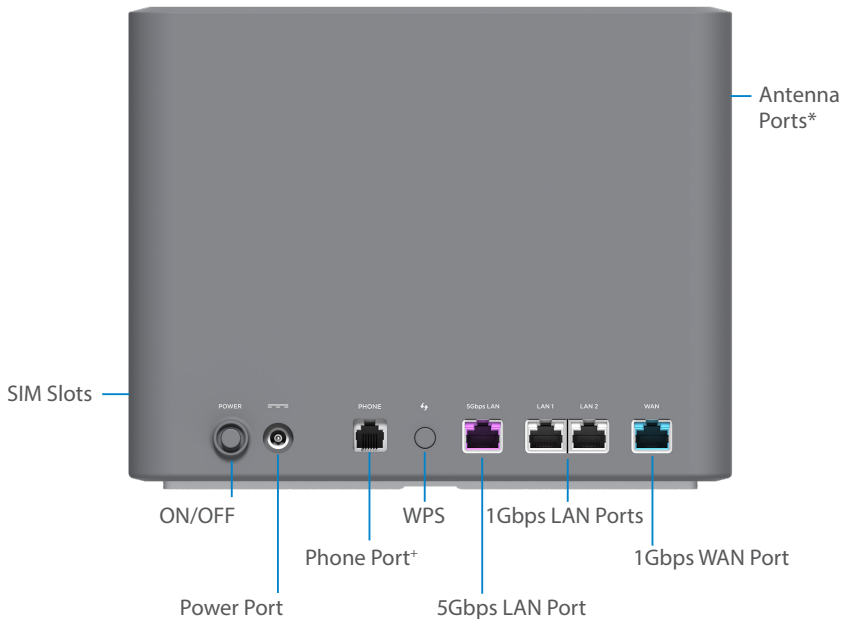 Antenna
Ports*
SIM Slots
POWER
PHONE
5Gbps LAN
LAN 1
LAN 2
WAN
ON/OFF
WPS
1Gbps LAN Ports
Phone Port+
1Gbps WAN Port
Power Port
5Gbps LAN Port